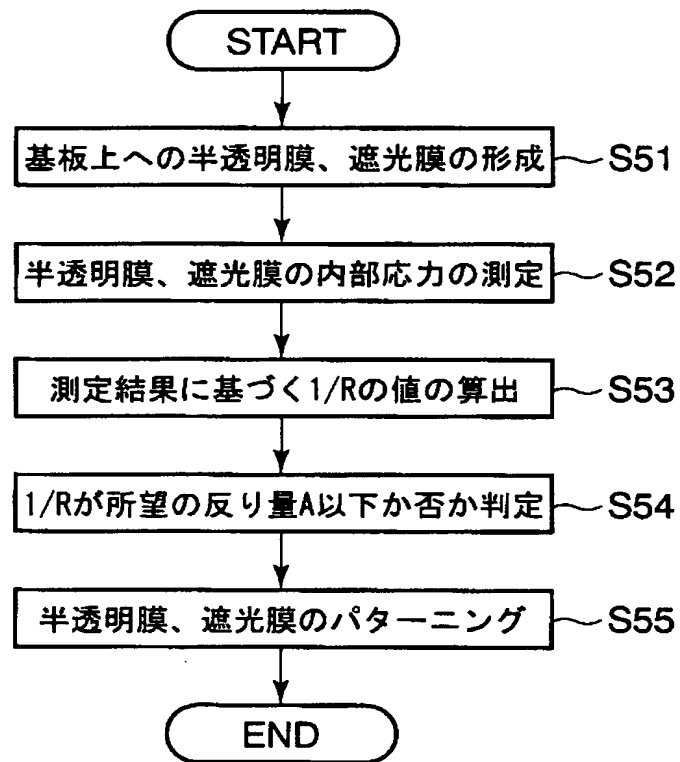 START
基板上への半透明膜、遮光膜の形成 S51
半透明膜、遮光膜の内部応力の測定 S52
測定結果に基づく1/Rの値の算出 S53
1/Rが所望の反り量A以下か否か判定 S54
半透明膜、遮光膜のパターニング S55
END